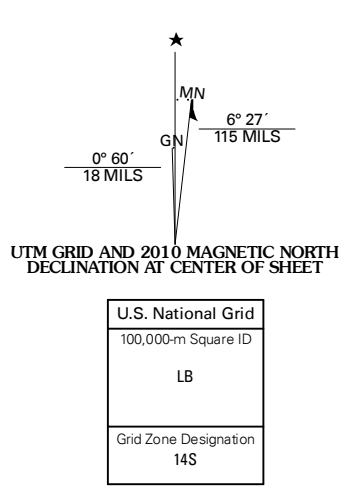 ★
MN
GN
6° 27´
115 MILS
0° 60´
18 MILS
UTM GRID AND 2010 MAGNETIC NORTH
DECLINATION AT CENTER OF SHEET
U.S. National Grid
100,000-m Square ID
LB
Grid Zone Designation
14S